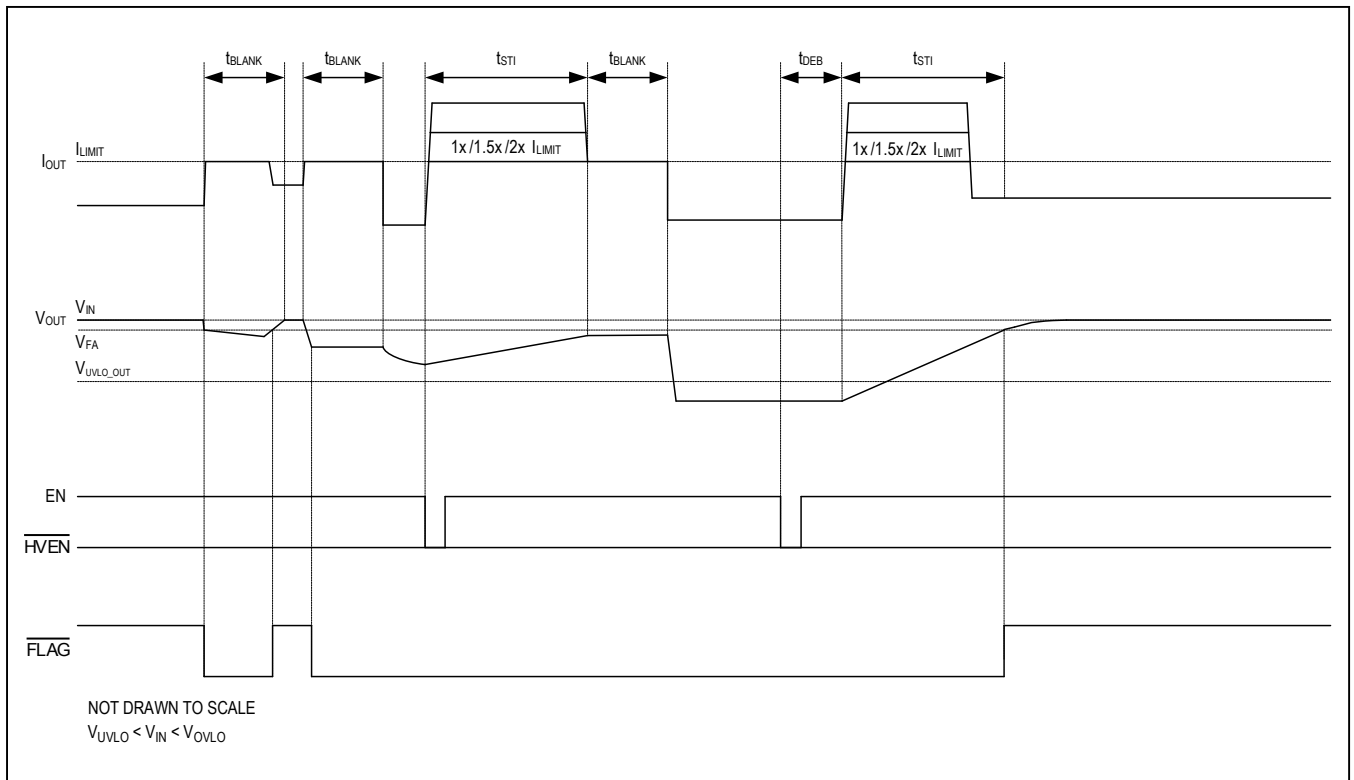 tBLANK tBLANK tSTI tBLANK tDEB tSTI
ILIMIT
IOUT
1x/1.5x/2x ILIMIT 1x/1.5x/2x ILIMIT
VIN
VOUT
VFA
VUVLO_OUT
EN
HVEN
FLAG
NOT DRAWN TO SCALE
VUVLO < VIN < VOVLO